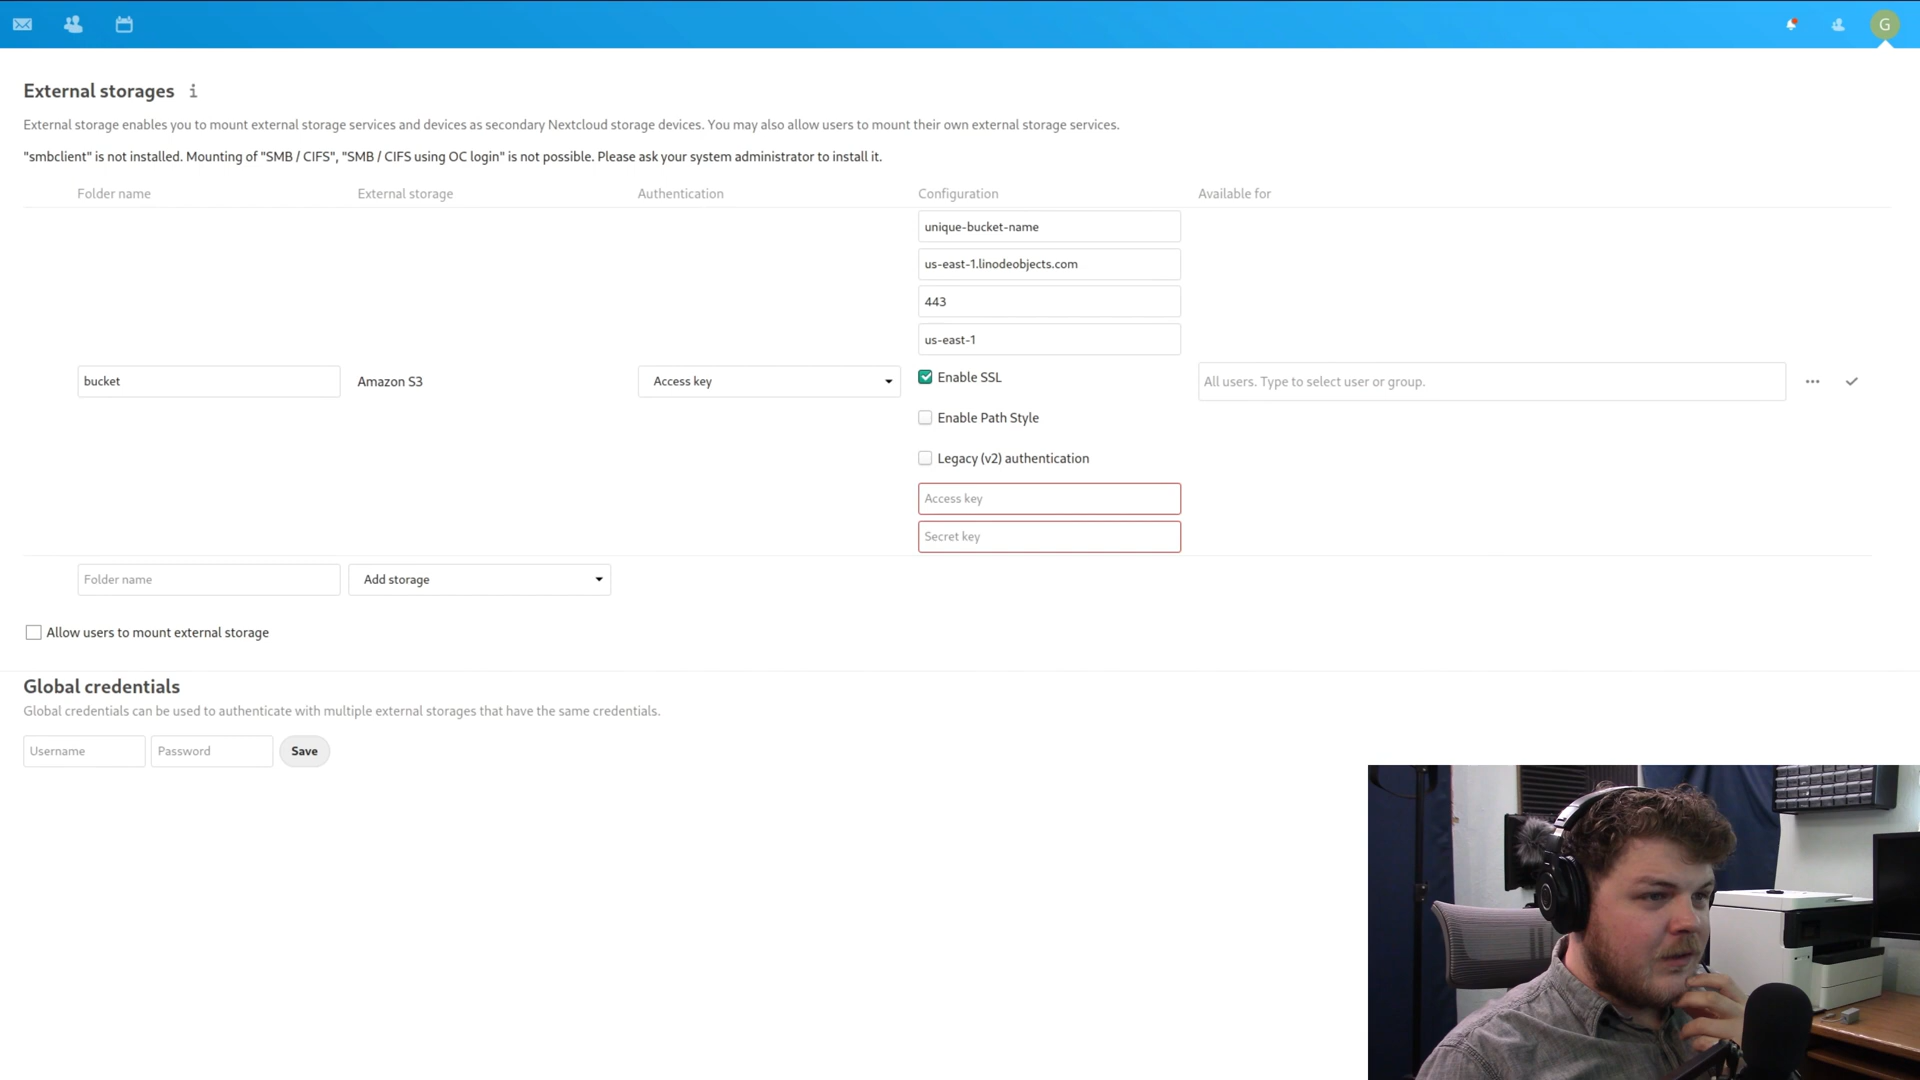 G
External storages
External storage enables you to mount external storage services and devices as secondary Nextcloud storage devices. You may also allow users to mount their own external storage services.
"smbclient" is not installed. Mounting of "SMB / CIFS", "SMB / CIFS using OC login" is not possible. Please ask your system administrator to install it.
Folder name External storage Authentication Configuration Available for
unique-bucket-name
us-east-1.linodeobjects.com
443
us-east-1
bucket Amazon S3 Access key Enable SSL All users. Type to select user or group.
Enable Path Style
Legacy (v2) authentication
Access key
Secret key
Folder name Add storage
Allow users to mount external storage
Global credentials
Global credentials can be used to authenticate with multiple external storages that have the same credentials.
Username Password Save